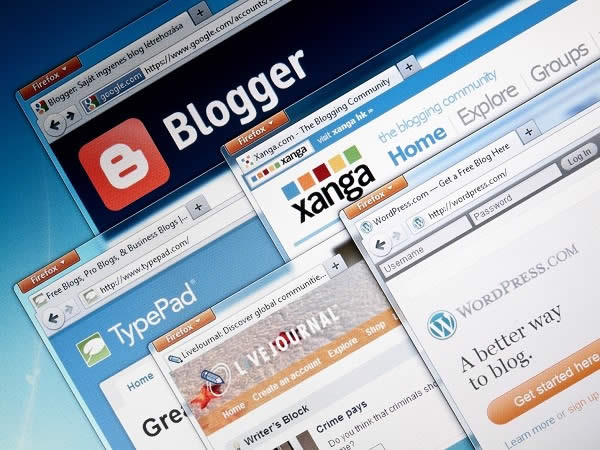 Firefox
Blogger: Saját ingyenes blog létrehozása
google.com https://www.google.com/accounts/
Blogger
Firefox
Xanga.com - The Blogging Community
xanga visit xanga hk »
xanga
the blogging community
Home Explore Groups
Firefox
WordPress.com — Get a Free Blog Here
http://wordpress.com/
Username Password Log In
WORDPRESS.COM
A better way
to blog.
Get started here
Learn more or sign up
Firefox
Free Blogs, Pro Blogs, & Business Blogs |...
http://www.typepad.com/
TypePad
Home
Grea
Firefox
LiveJournal: Discover global communitie...
LIVEJOURNAL
Home Create an account Explore Shop
Writer's Block
Crime pays
Do you think that criminals sho